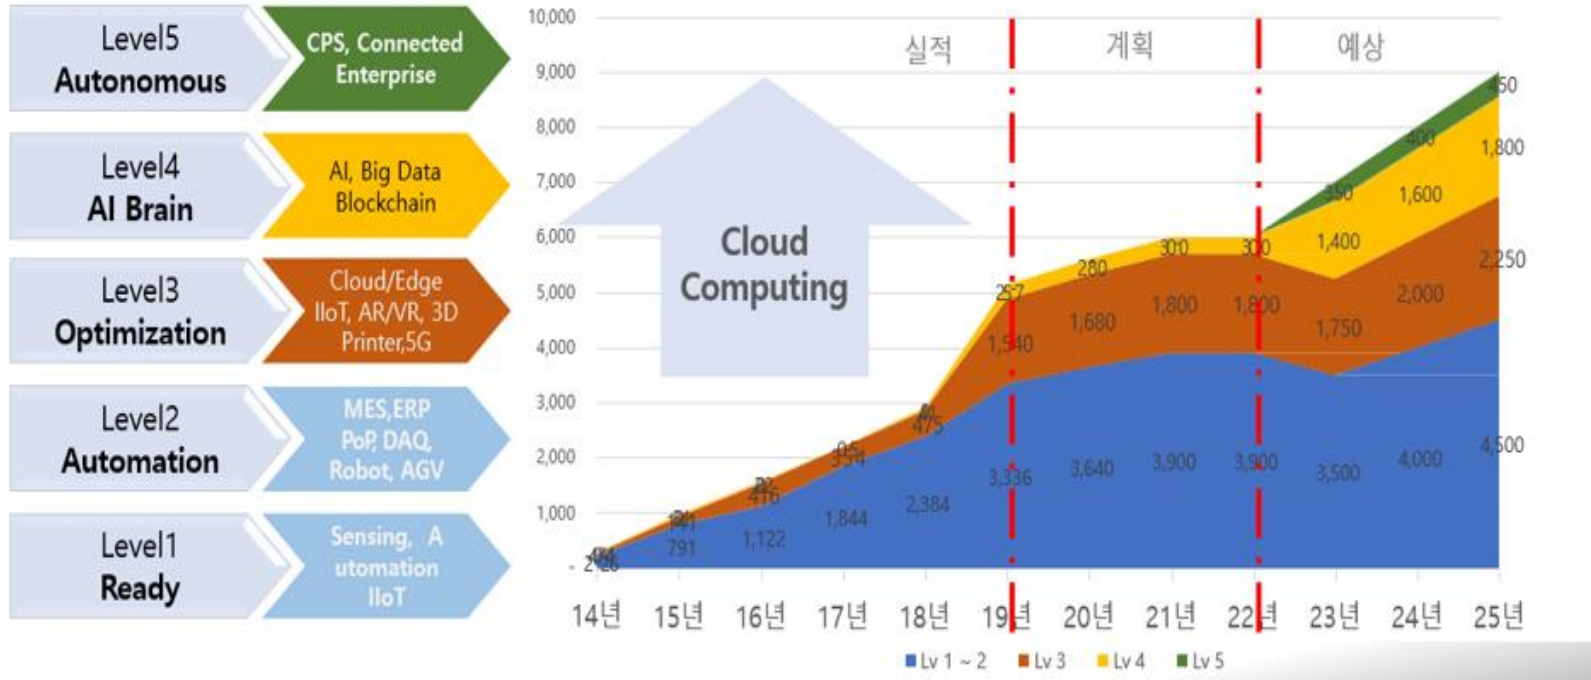 Level5
Autonomous
CPS, Connected
Enterprise
Level4
AI Brain
AI, Big Data
Blockchain
Level3
Optimization
Cloud/Edge
IIoT, AR/VR, 3D
Printer,5G
Level2
Automation
MES,ERP
PoP, DAQ,
Robot, AGV
Level1
Ready
Sensing, A
utomation
IIoT
10,000
9,000
8,000
7,000
6,000
5,000
4,000
3,000
2,000
1,000
-
실적
계획
예상
Cloud
Computing
450
400
1,800
350
1,600
1,400
300
300
280
257
2,250
2,000
1,750
1,800
1,800
1,680
1,540
475
354
416
141
4,500
4,000
3,500
3,900
3,900
3,640
3,336
2,384
1,844
1,122
791
14년
15년
16년
17년
18년
19년
20년
21년
22년
23년
24년
25년
Lv 1 ~ 2
Lv 3
Lv 4
Lv 5